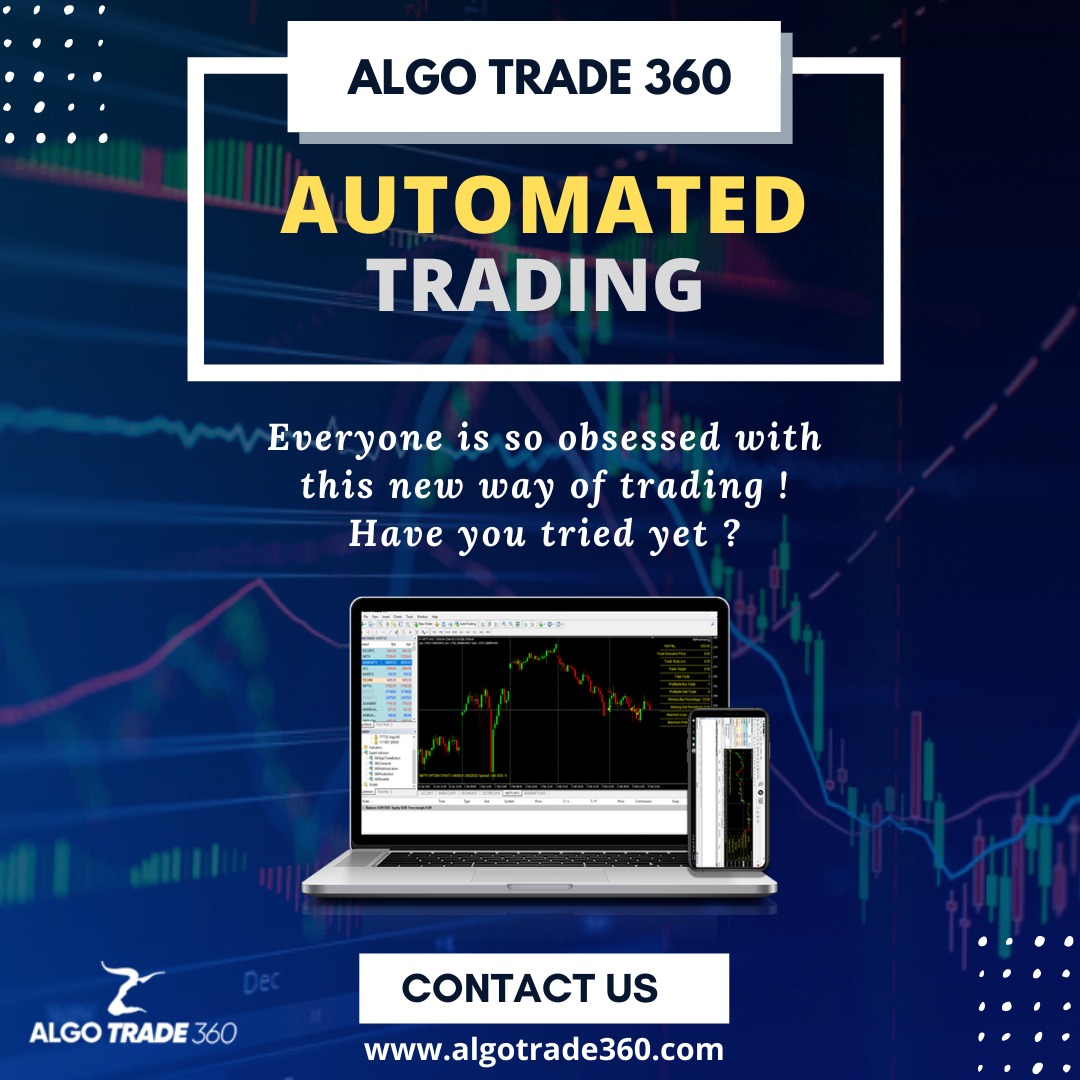 ALGO TRADE 360
AUTOMATED
TRADING
Everyone is so obsessed with
this new way of trading !
Have you tried yet ?
Dec
CONTACT US
ALGO TRADE 360
www.algotrade360.com